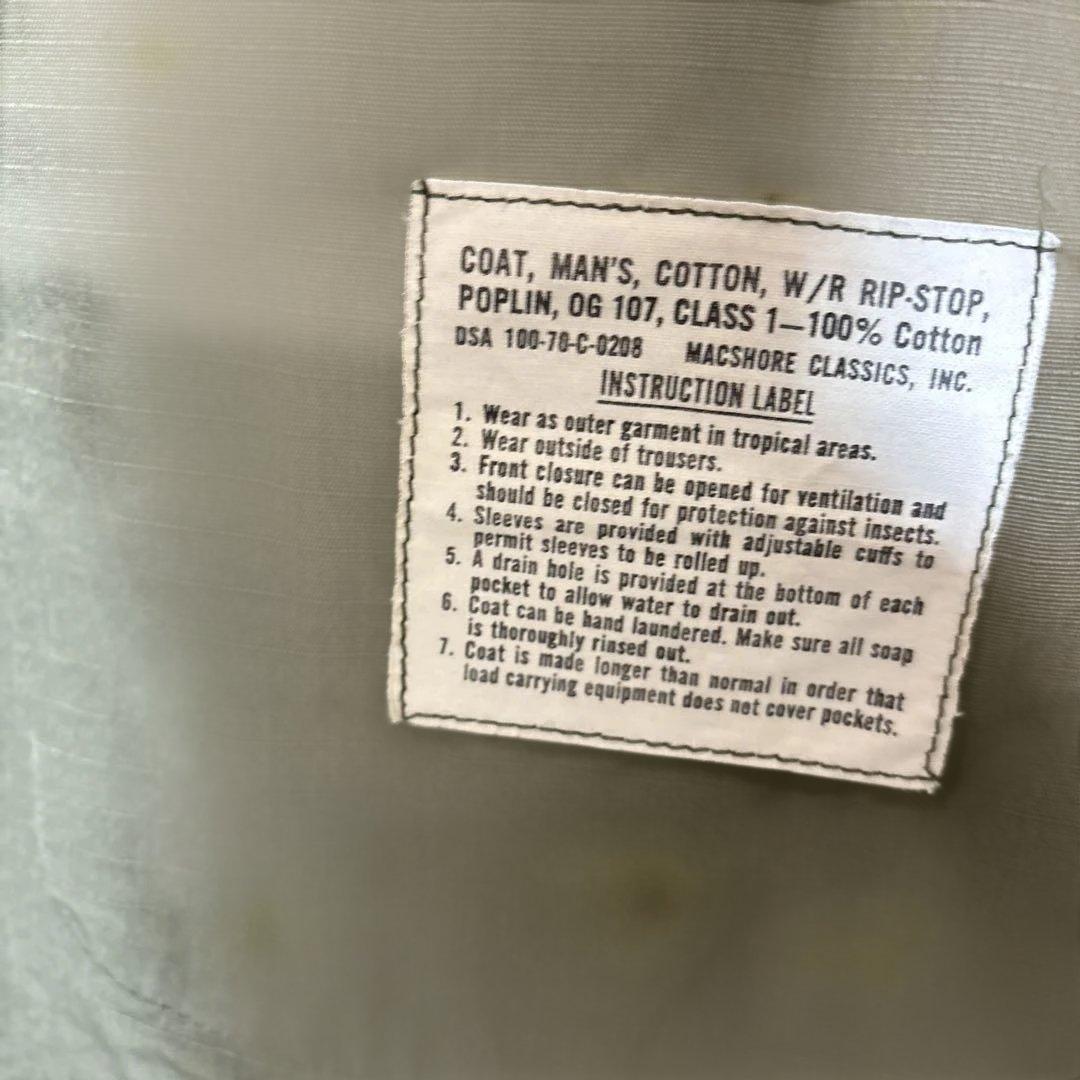 COAT, MAN'S, COTTON, W/R RIP-STOP,
POPLIN, OG 107, CLASS 1—100% Cotton
DSA 100-70-C-0208 MACSHORE CLASSICS, INC.
INSTRUCTION LABEL
1. Wear as outer garment in tropical areas.
2. Wear outside of trousers.
3. Front closure can be opened for ventilation and
should be closed for protection against insects.
4. Sleeves are provided with adjustable cuffs to
permit sleeves to be rolled up.
5. A drain hole is provided at the bottom of each
pocket to allow water to drain out.
6. Coat can be hand laundered. Make sure all soap
is thoroughly rinsed out.
7. Coat is made longer than normal in order that
load carrying equipment does not cover pockets.